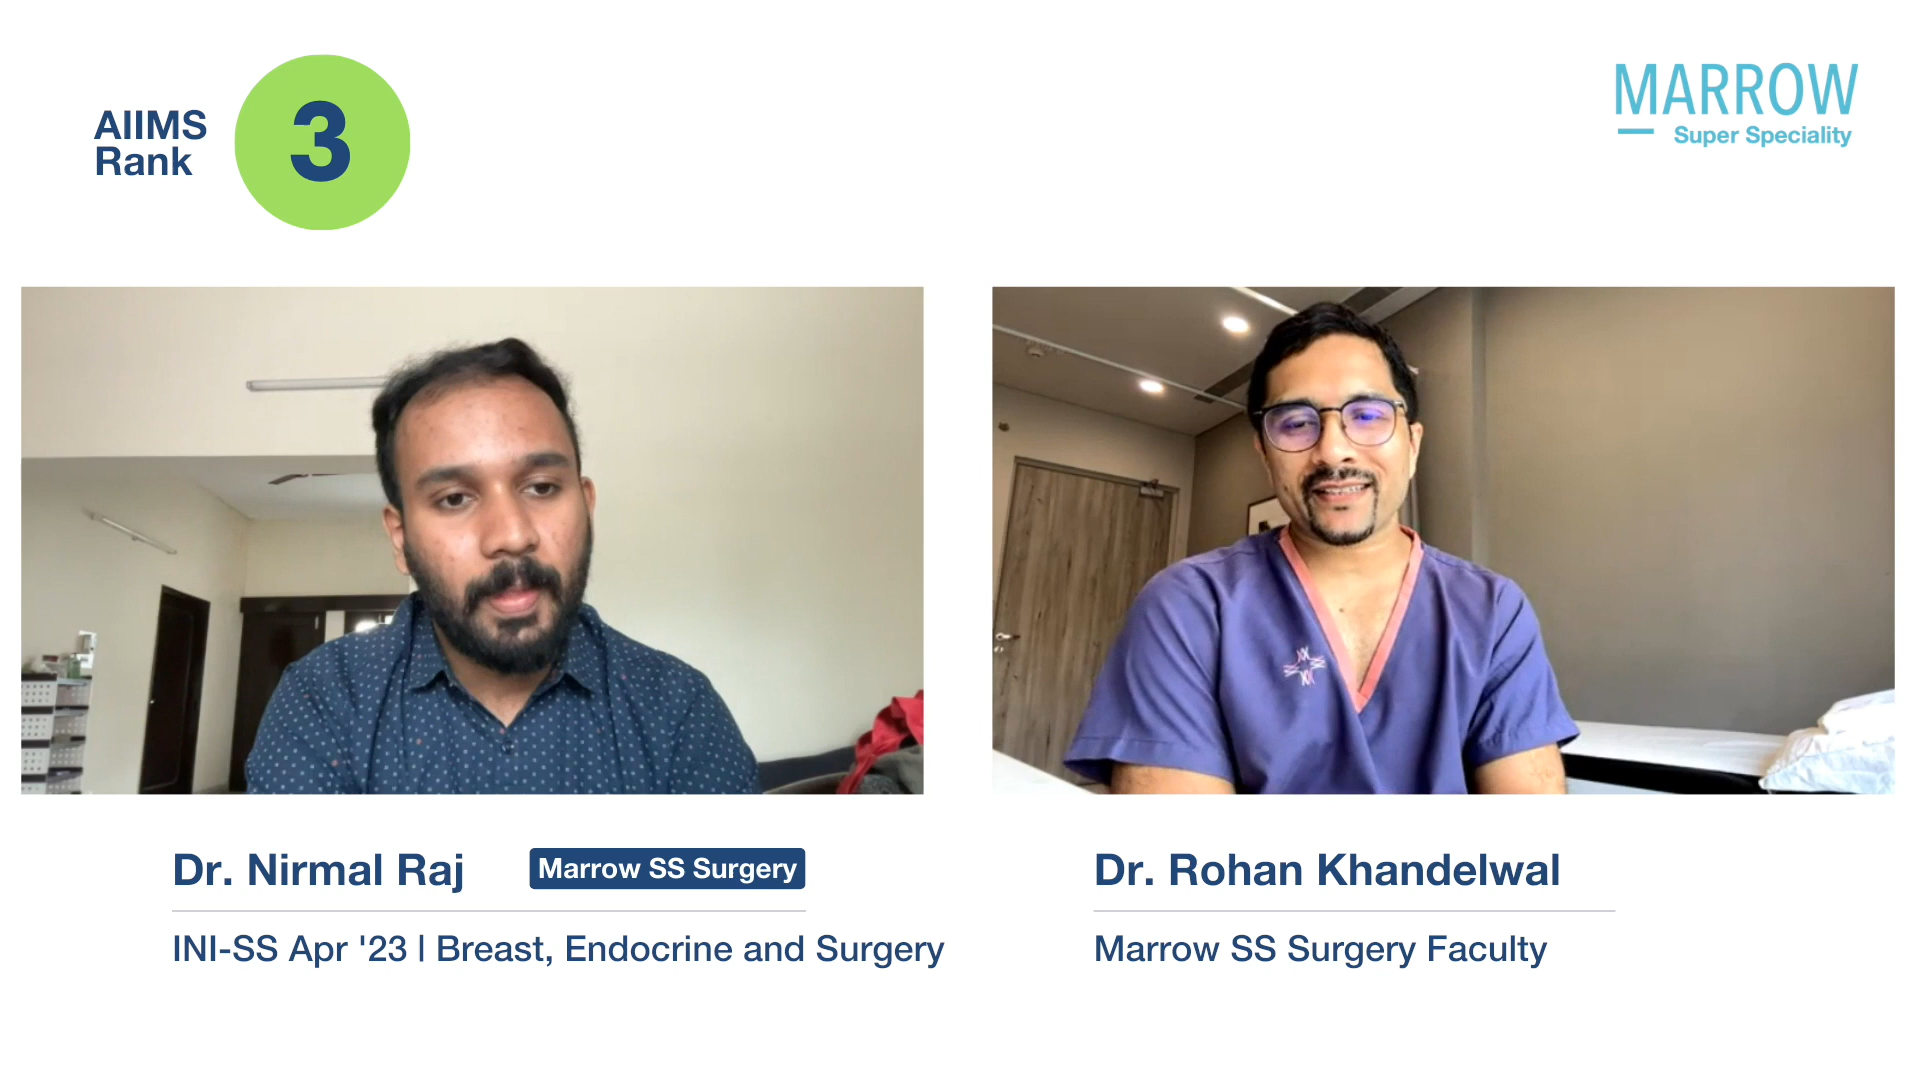 AIIMS
Rank
3
MARROW
Super Speciality
Dr. Nirmal Raj
Marrow SS Surgery
INI-SS Apr '23 | Breast, Endocrine and Surgery
Dr. Rohan Khandelwal
Marrow SS Surgery Faculty